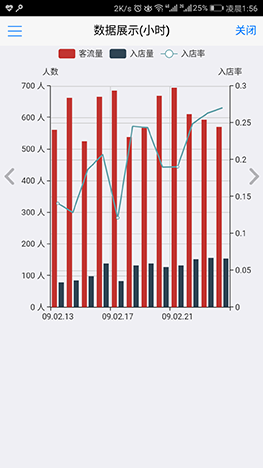 2K/s 25% 凌晨1:56
数据展示(小时) 关闭
客流量 入店量 入店率
人数 入店率
700 人 0.3
600 人
500 人 0.25
400 人 0.2
300 人 0.15
200 人 0.1
100 人 0.05
0 人 0
09.02.13 09.02.17 09.02.21